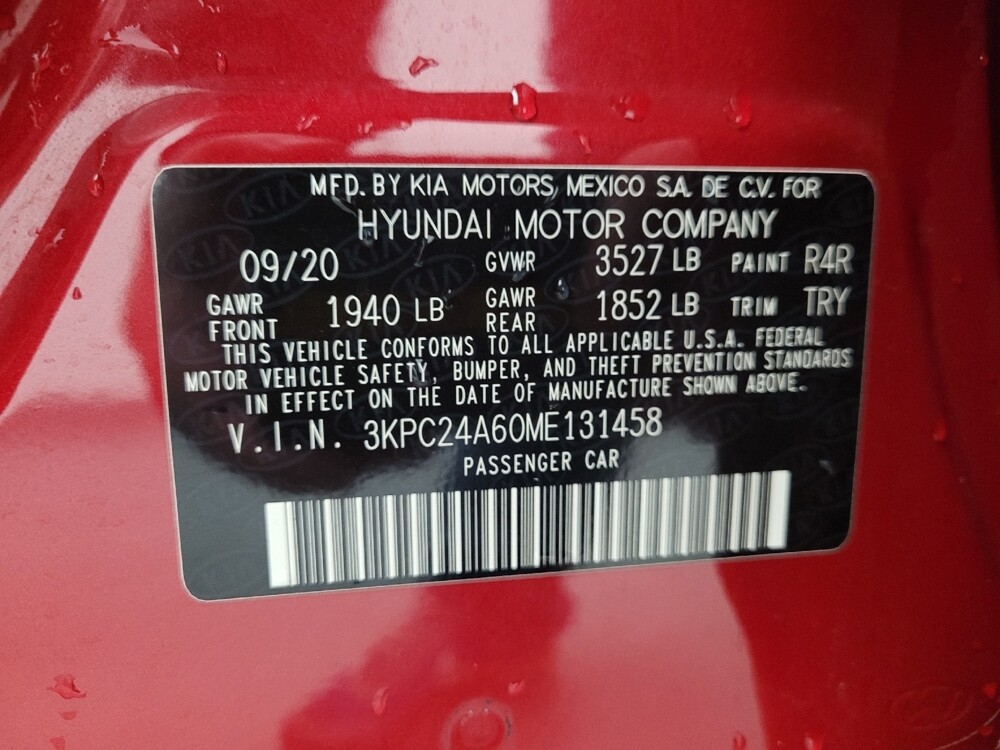 MFD. BY KIA MOTORS MEXICO S.A. DE C.V. FOR
HYUNDAI MOTOR COMPANY
09/20 GVWR 3527 LB PAINT R4R
GAWR FRONT 1940 LB GAWR REAR 1852 LB TRIM TRY
THIS VEHICLE CONFORMS TO ALL APPLICABLE U.S.A. FEDERAL
MOTOR VEHICLE SAFETY, BUMPER, AND THEFT PREVENTION STANDARDS
IN EFFECT ON THE DATE OF MANUFACTURE SHOWN ABOVE.
V.I.N. 3KPC24A60ME131458
PASSENGER CAR